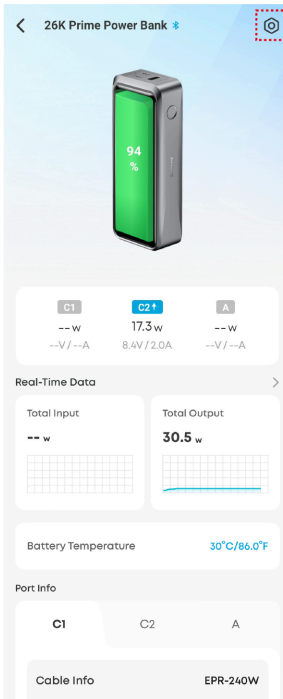 26K Prime Power Bank
94
%
C1 C2↑ A
-- W 17.3 W -- W
--V/--A 8.4V/2.0A --V/--A
Real-Time Data
Total Input Total Output
-- W 30.5 W
Battery Temperature 30°C/86.0°F
Port Info
C1 C2 A
Cable Info EPR-240W